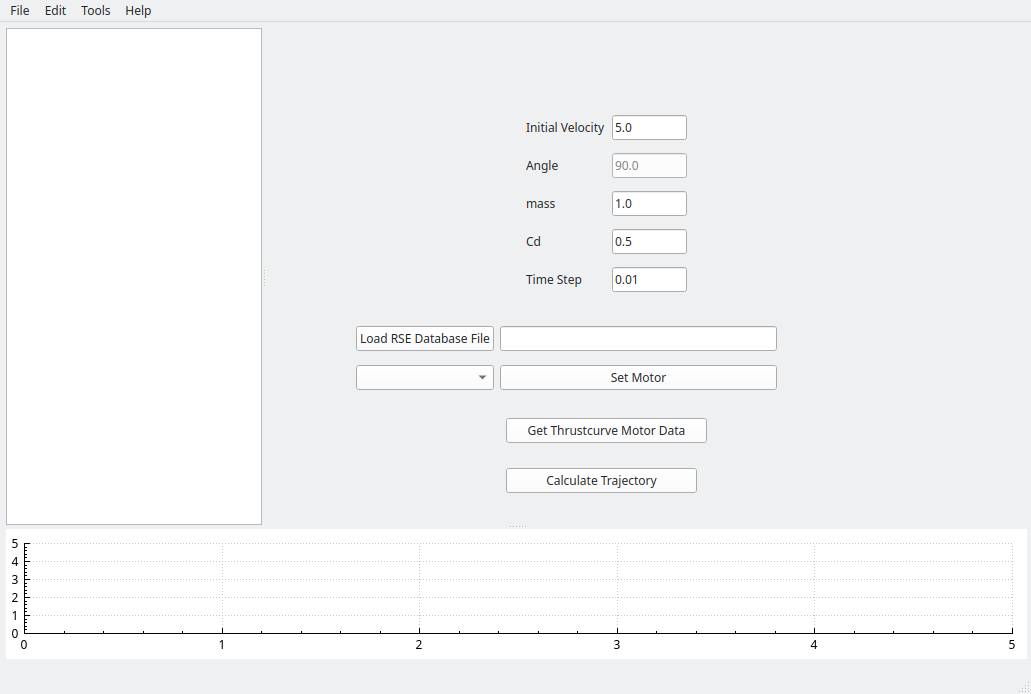 File Edit Tools Help
Initial Velocity 5.0
Angle 90.0
mass 1.0
Cd 0.5
Time Step 0.01
Load RSE Database File
Set Motor
Get Thrustcurve Motor Data
Calculate Trajectory
5
4
3
2
1
0
0 1 2 3 4 5